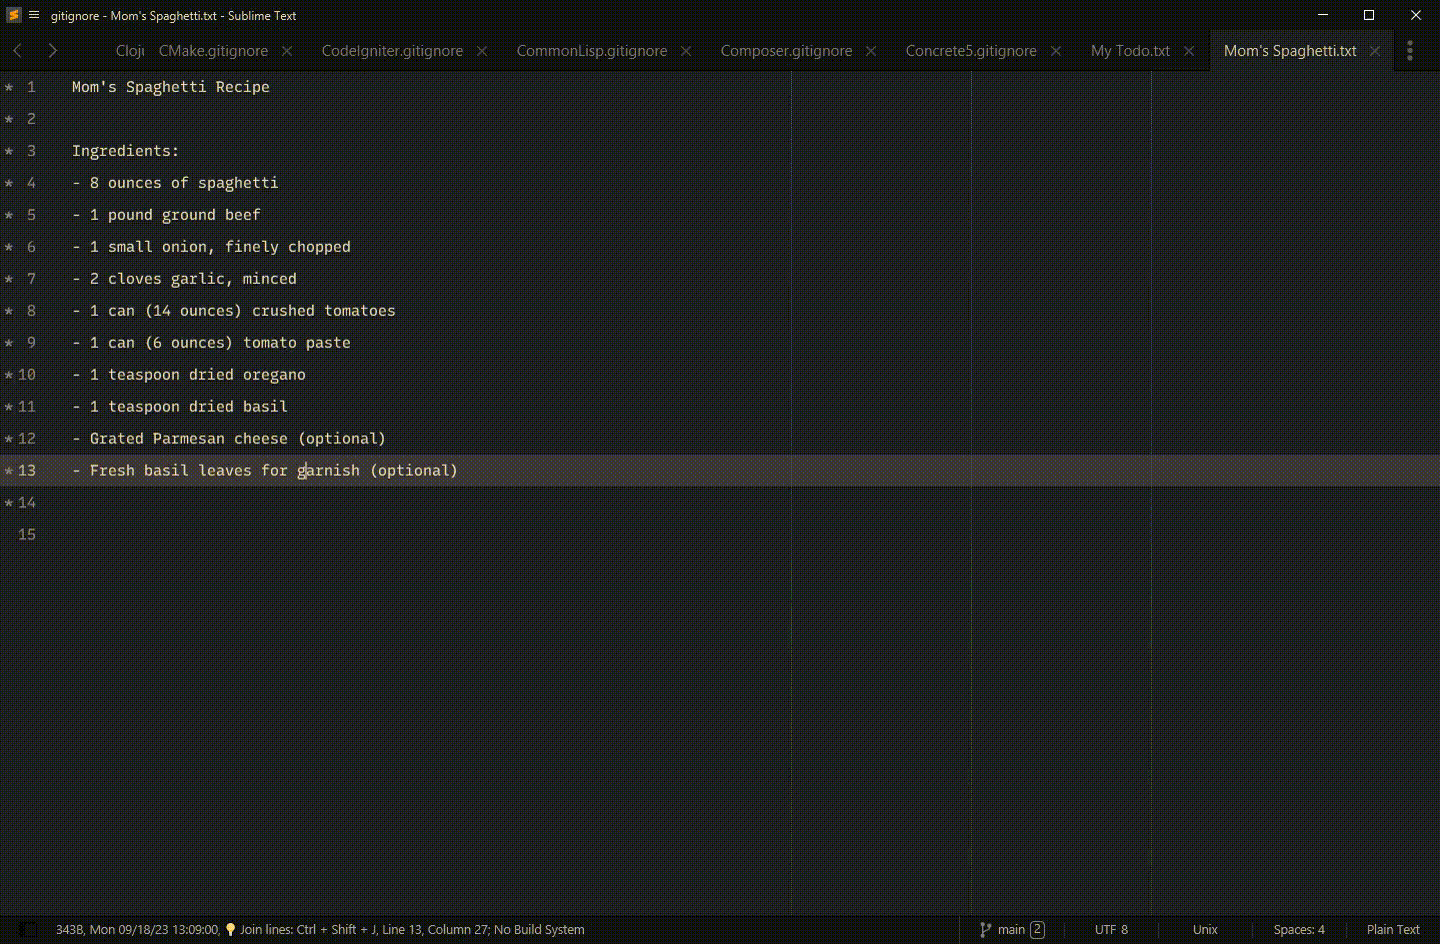 gitignore - Mom's Spaghetti.txt - Sublime Text
CMake.gitignore CodeIgniter.gitignore CommonLisp.gitignore Composer.gitignore Concrete5.gitignore My Todo.txt Mom's Spaghetti.txt
* 1 Mom's Spaghetti Recipe
* 2
* 3 Ingredients:
* 4 - 8 ounces of spaghetti
* 5 - 1 pound ground beef
* 6 - 1 small onion, finely chopped
* 7 - 2 cloves garlic, minced
* 8 - 1 can (14 ounces) crushed tomatoes
* 9 - 1 can (6 ounces) tomato paste
* 10 - 1 teaspoon dried oregano
* 11 - 1 teaspoon dried basil
* 12 - Grated Parmesan cheese (optional)
* 13 - Fresh basil leaves for garnish (optional)
* 14
15
343B, Mon 09/18/23 13:09:00, 💡 Join lines: Ctrl + Shift + J, Line 13, Column 27; No Build System main 2 UTF 8 Unix Spaces: 4 Plain Text